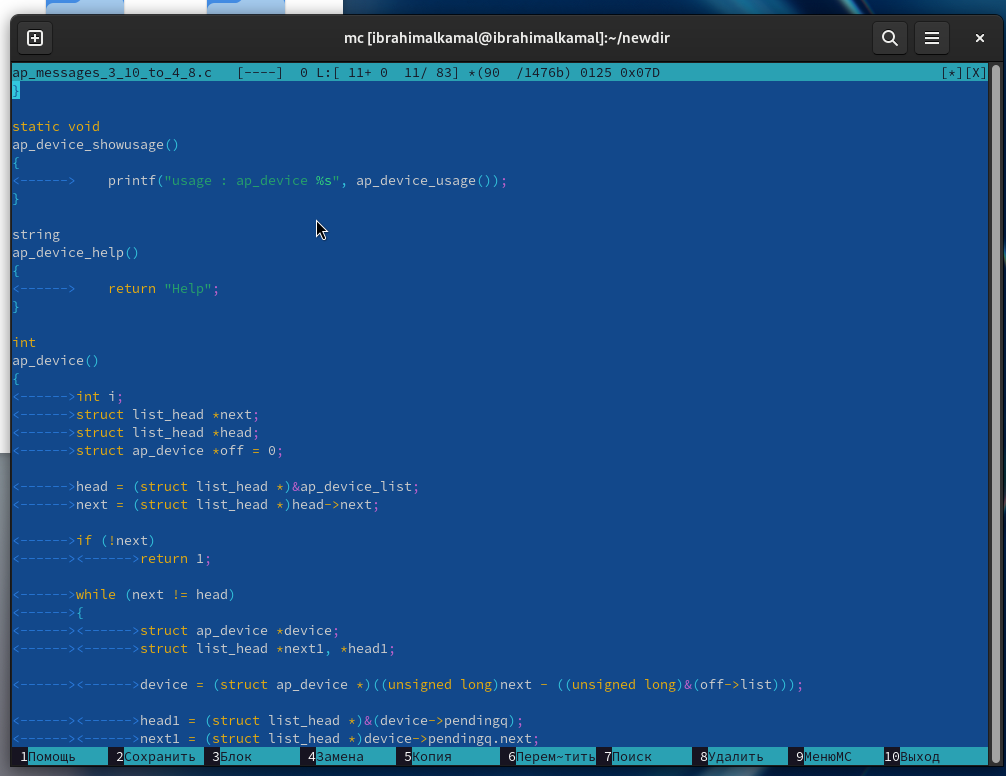 mc [ibrahimalkamal@ibrahimalkamal]:~/newdir
ap_messages_3_10_to_4_8.c   [----]  0 L:[ 11+ 0  11/ 83] *(90  /1476b) 0125 0x07D [*][X]
}

static void
ap_device_showusage()
{
<------>    printf("usage : ap_device %s", ap_device_usage());
}

string
ap_device_help()
{
<------>    return "Help";
}

int
ap_device()
{
<------>int i;
<------>struct list_head *next;
<------>struct list_head *head;
<------>struct ap_device *off = 0;

<------>head = (struct list_head *)&ap_device_list;
<------>next = (struct list_head *)head->next;

<------>if (!next)
<------><------>return 1;

<------>while (next != head)
<------>{
<------><------>struct ap_device *device;
<------><------>struct list_head *next1, *head1;

<------><------>device = (struct ap_device *)((unsigned long)next - ((unsigned long)&(off->list)));

<------><------>head1 = (struct list_head *)&(device->pendingq);
<------><------>next1 = (struct list_head *)device->pendingq.next;
1Помощь 2Сохранить 3Блок 4Замена 5Копия 6Перем~тить 7Поиск 8Удалить 9МенюMC 10Выход